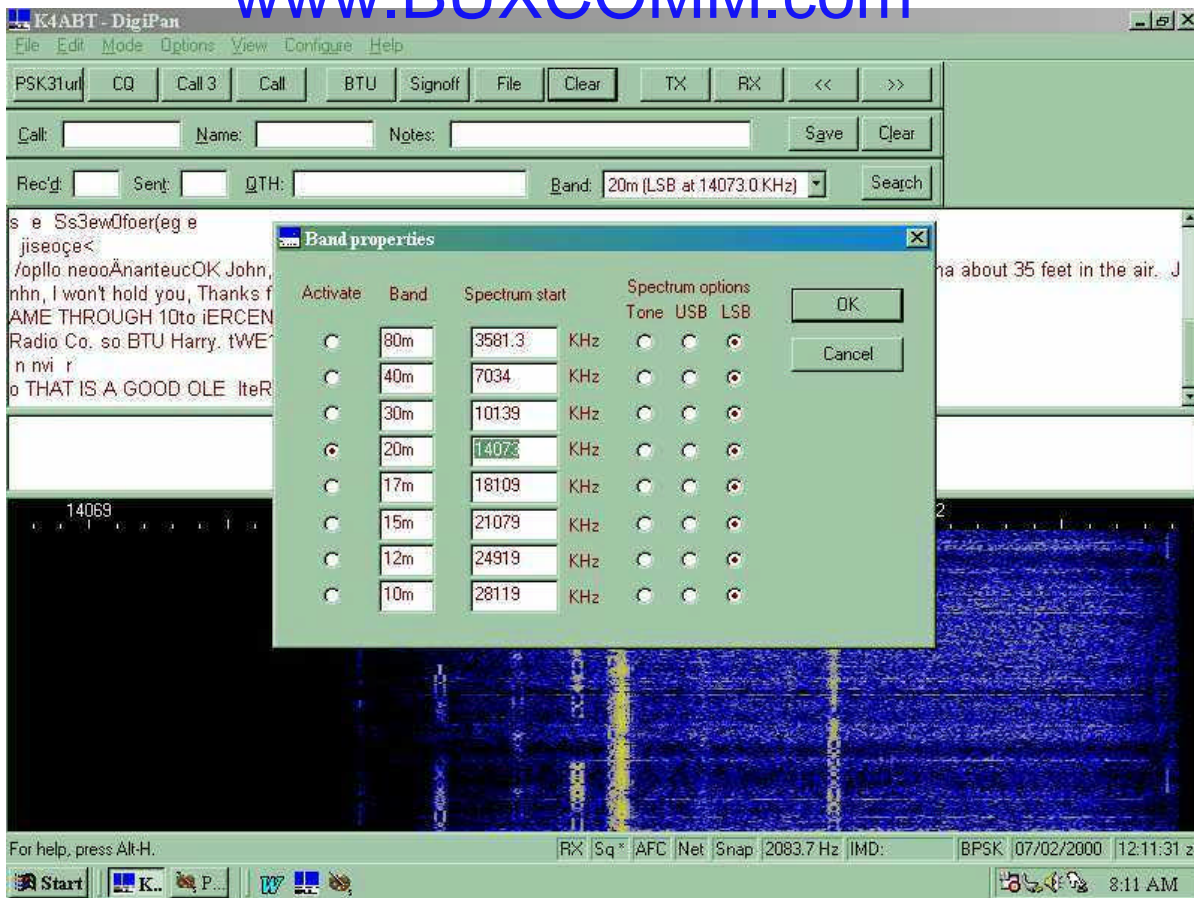 www.BUXCOMM.com
K4ABT - DigiPan
File Edit Mode Options View Configure Help
PSK31url CQ Call 3 Call BTU Signoff File Clear TX RX << >>
Call: Name: Notes: Save Clear
Rec'd: Sent: QTH: Band: 20m (LSB at 14073.0 KHz) Search
s e Ss3ew0foer(eg e
jiseoçe<
/opllo neooÄnanteucOK John, na about 35 feet in the air. J
nhn, I won't hold you, Thanks f
AME THROUGH 10to iERCEN
Radio Co. so BTU Harry. tWE
n nvi r
o THAT IS A GOOD OLE IteR
Band properties
Activate Band Spectrum start Spectrum options
Tone USB LSB
OK
Cancel
80m 3581.3 KHz
40m 7034 KHz
30m 10139 KHz
20m 14073 KHz
17m 18109 KHz
15m 21079 KHz
12m 24919 KHz
10m 28119 KHz
14069 2
For help, press Alt-H. RX Sq* AFC Net Snap 2083.7 Hz IMD: BPSK 07/02/2000 12:11:31 z
Start K.. P... 8:11 AM